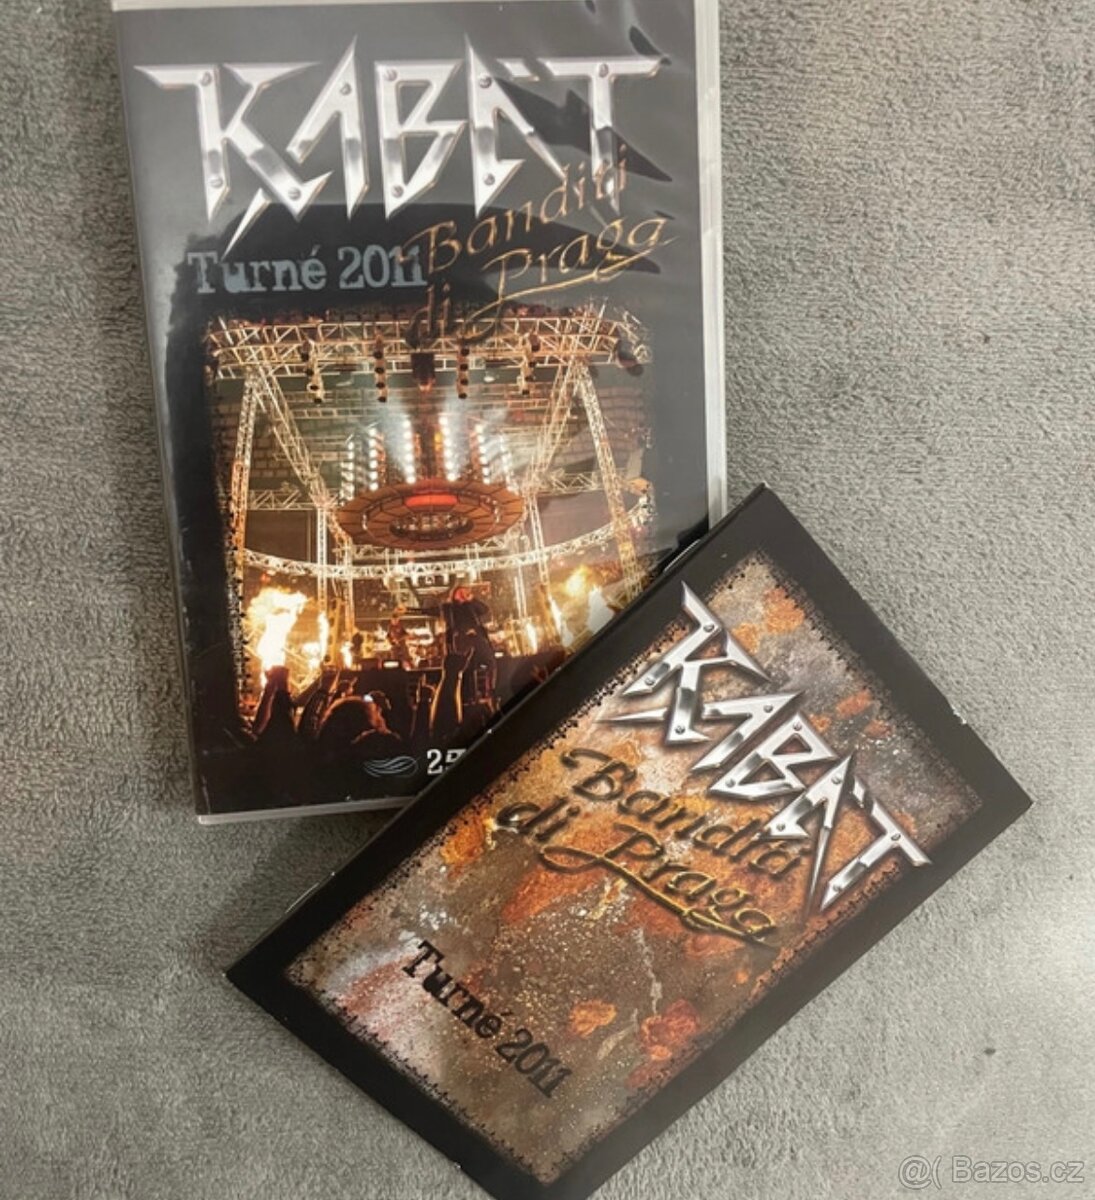 KABÁT
Banditi
di Praga
Turné 2011
KABÁT
Banditi
di Praga
Turné 2011
@( Bazos.cz